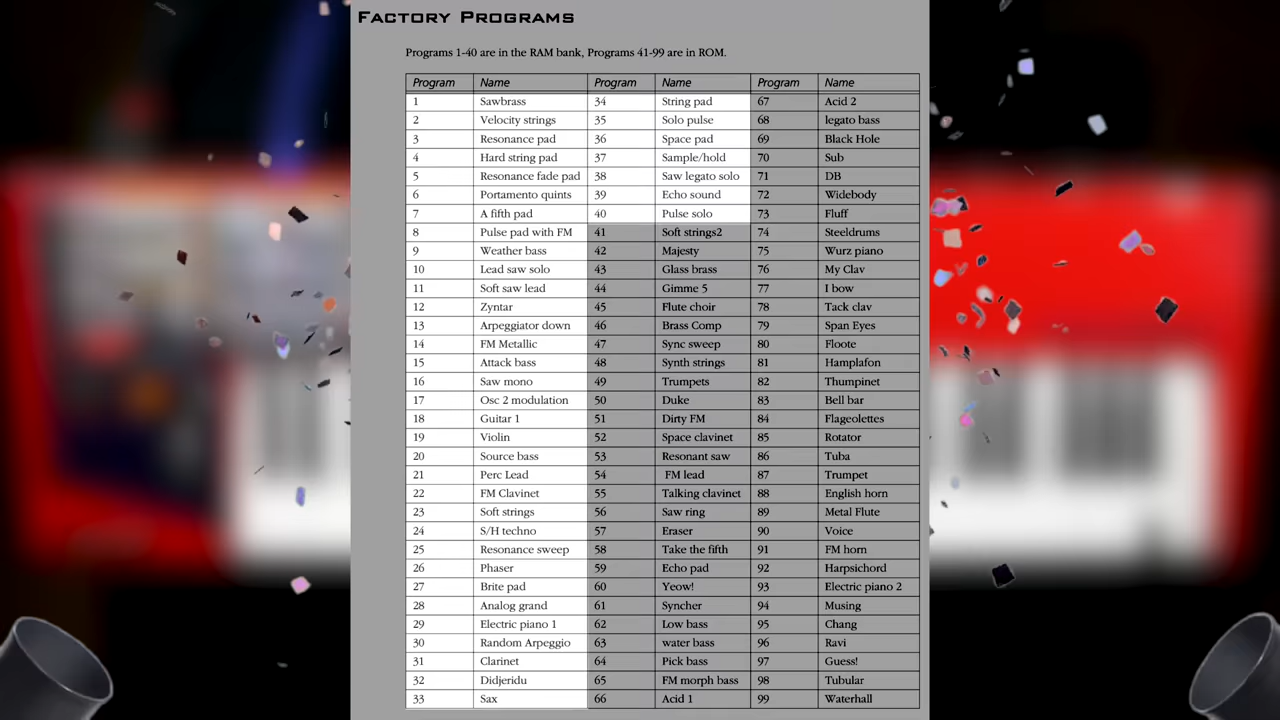 Factory Programs
Programs 1-40 are in the RAM bank, Programs 41-99 are in ROM.
Program Name Program Name Program Name
1 Sawbrass 34 String pad 67 Acid 2
2 Velocity strings 35 Solo pulse 68 legato bass
3 Resonance pad 36 Space pad 69 Black Hole
4 Hard string pad 37 Sample/hold 70 Sub
5 Resonance fade pad 38 Saw legato solo 71 DB
6 Portamento quints 39 Echo sound 72 Widebody
7 A fifth pad 40 Pulse solo 73 Fluff
8 Pulse pad with FM 41 Soft strings2 74 Steeldrums
9 Weather bass 42 Majesty 75 Wurz piano
10 Lead saw solo 43 Glass brass 76 My Clav
11 Soft saw lead 44 Gimme 5 77 I bow
12 Zyntar 45 Flute choir 78 Tack clav
13 Arpeggiator down 46 Brass Comp 79 Span Eyes
14 FM Metallic 47 Sync sweep 80 Floote
15 Attack bass 48 Synth strings 81 Hamplafon
16 Saw mono 49 Trumpets 82 Thumpinet
17 Osc 2 modulation 50 Duke 83 Bell bar
18 Guitar 1 51 Dirty FM 84 Flageolettes
19 Violin 52 Space clavinet 85 Rotator
20 Source bass 53 Resonant saw 86 Tuba
21 Perc Lead 54 FM lead 87 Trumpet
22 FM Clavinet 55 Talking clavinet 88 English horn
23 Soft strings 56 Saw ring 89 Metal Flute
24 S/H techno 57 Eraser 90 Voice
25 Resonance sweep 58 Take the fifth 91 FM horn
26 Phaser 59 Echo pad 92 Harpsichord
27 Brite pad 60 Yeow! 93 Electric piano 2
28 Analog grand 61 Syncher 94 Musing
29 Electric piano 1 62 Low bass 95 Chang
30 Random Arpeggio 63 water bass 96 Ravi
31 Clarinet 64 Pick bass 97 Guess!
32 Didjeridu 65 FM morph bass 98 Tubular
33 Sax 66 Acid 1 99 Waterhall